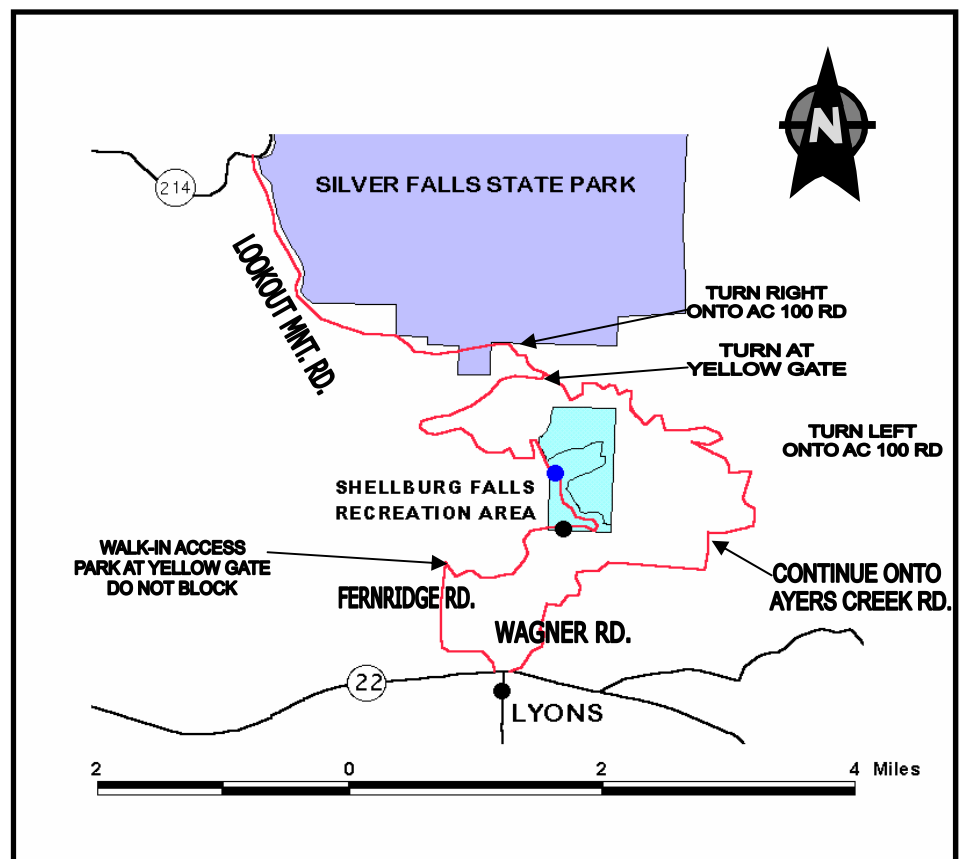 N
214
SILVER FALLS STATE PARK
LOOKOUT MNT. RD.
TURN RIGHT
ONTO AC 100 RD
TURN AT
YELLOW GATE
TURN LEFT
ONTO AC 100 RD
SHELLBURG FALLS
RECREATION AREA
WALK-IN ACCESS
PARK AT YELLOW GATE
DO NOT BLOCK
CONTINUE ONTO
AYERS CREEK RD.
FERNRIDGE RD.
WAGNER RD.
22
LYONS
2 0 2 4 Miles